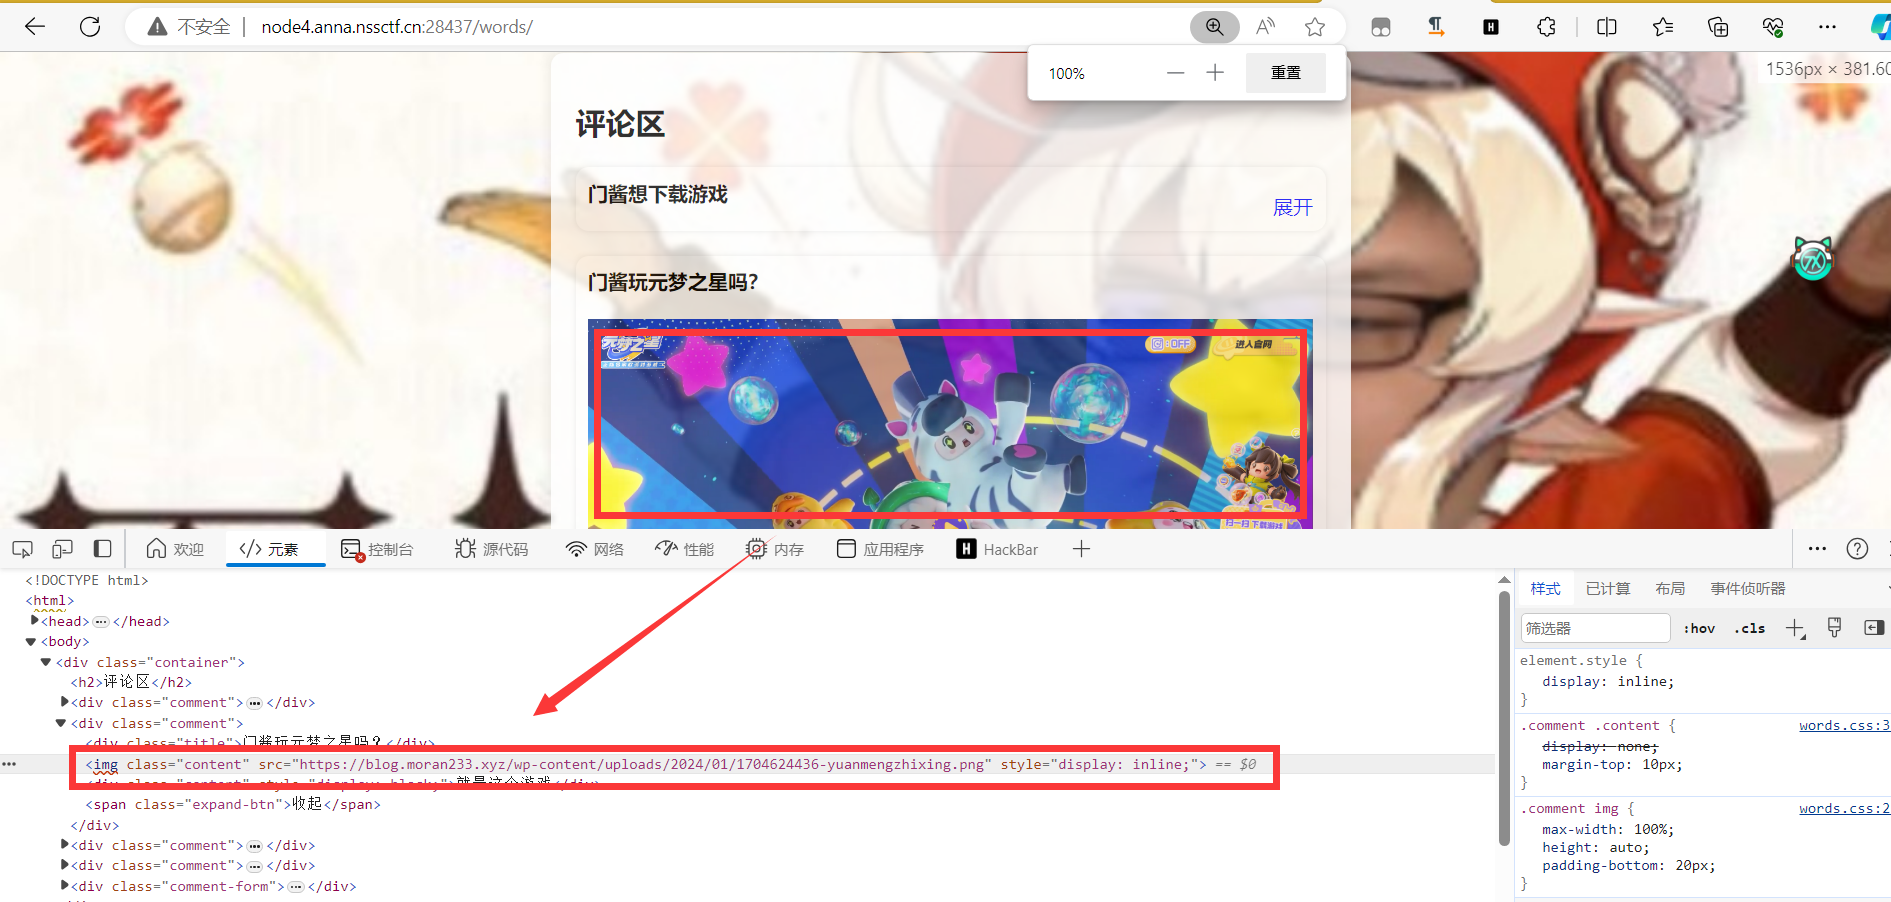 不安全 node4.anna.nssctf.cn:28437/words/
100% 重置
1536px × 381.60
评论区
门酱想下载游戏
展开
门酱玩元梦之星吗？
元梦之星
: OFF
进入官网
扫一扫 下载游戏
欢迎 </> 元素 控制台 源代码 网络 性能 内存 应用程序 H HackBar
<!DOCTYPE html>
<html>
<head> </head>
<body>
<div class="container">
<h2>评论区</h2>
<div class="comment"> </div>
<div class="comment">
<div class="title">门酱玩元梦之星吗？</div>
<img class="content" src="https://blog.moran233.xyz/wp-content/uploads/2024/01/1704624436-yuanmengzhixing.png" style="display: inline;"> == $0
<div class="content" style="display: block;">就是这个游戏</div>
<span class="expand-btn">收起</span>
</div>
<div class="comment"> </div>
<div class="comment"> </div>
<div class="comment-form"> </div>
样式 已计算 布局 事件侦听器
筛选器 :hov .cls
element.style {
display: inline;
}
.comment .content { words.css:3
display: none;
margin-top: 10px;
}
.comment img { words.css:2
max-width: 100%;
height: auto;
padding-bottom: 20px;
}